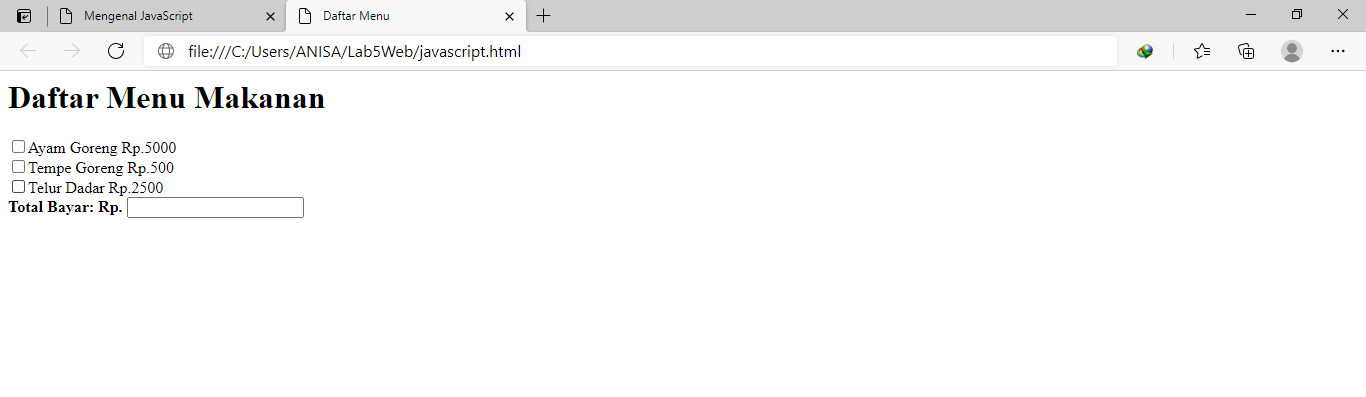 Mengenal JavaScript
Daftar Menu
file:///C:/Users/ANISA/Lab5Web/javascript.html
Daftar Menu Makanan
Ayam Goreng Rp.5000
Tempe Goreng Rp.500
Telur Dadar Rp.2500
Total Bayar: Rp.